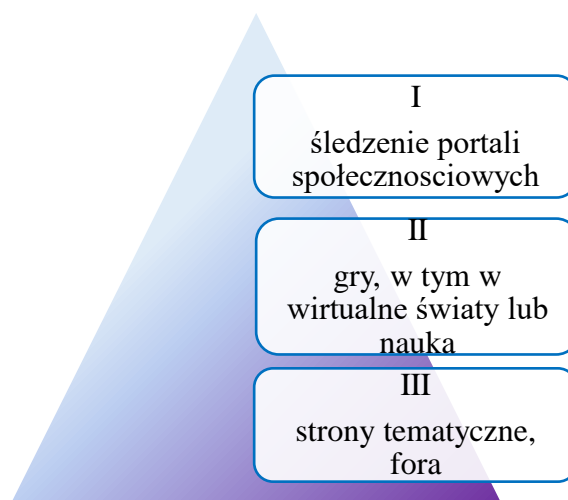 I
śledzenie portali
społecznosciowych
II
gry, w tym w
wirtualne światy lub
nauka
III
strony tematyczne,
fora